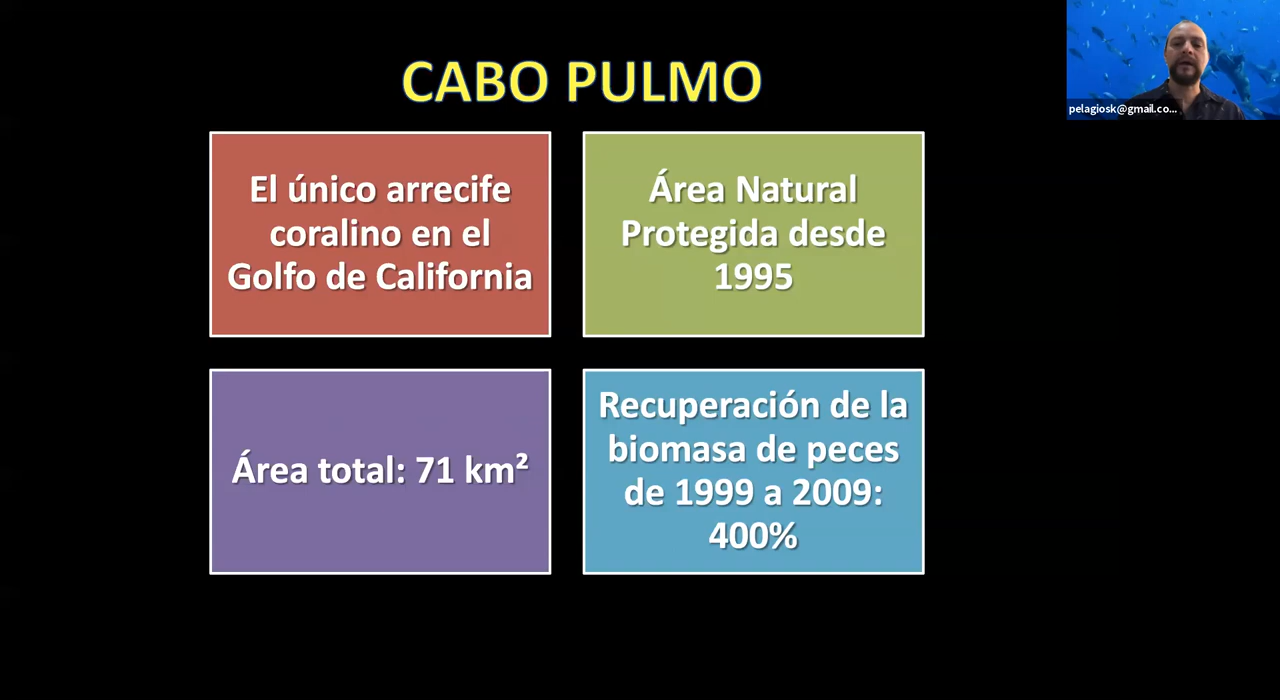 CABO PULMO
pelagiosk@gmail.co...
El único arrecife
coralino en el
Golfo de California
Área Natural
Protegida desde
1995
Área total: 71 km²
Recuperación de la
biomasa de peces
de 1999 a 2009:
400%